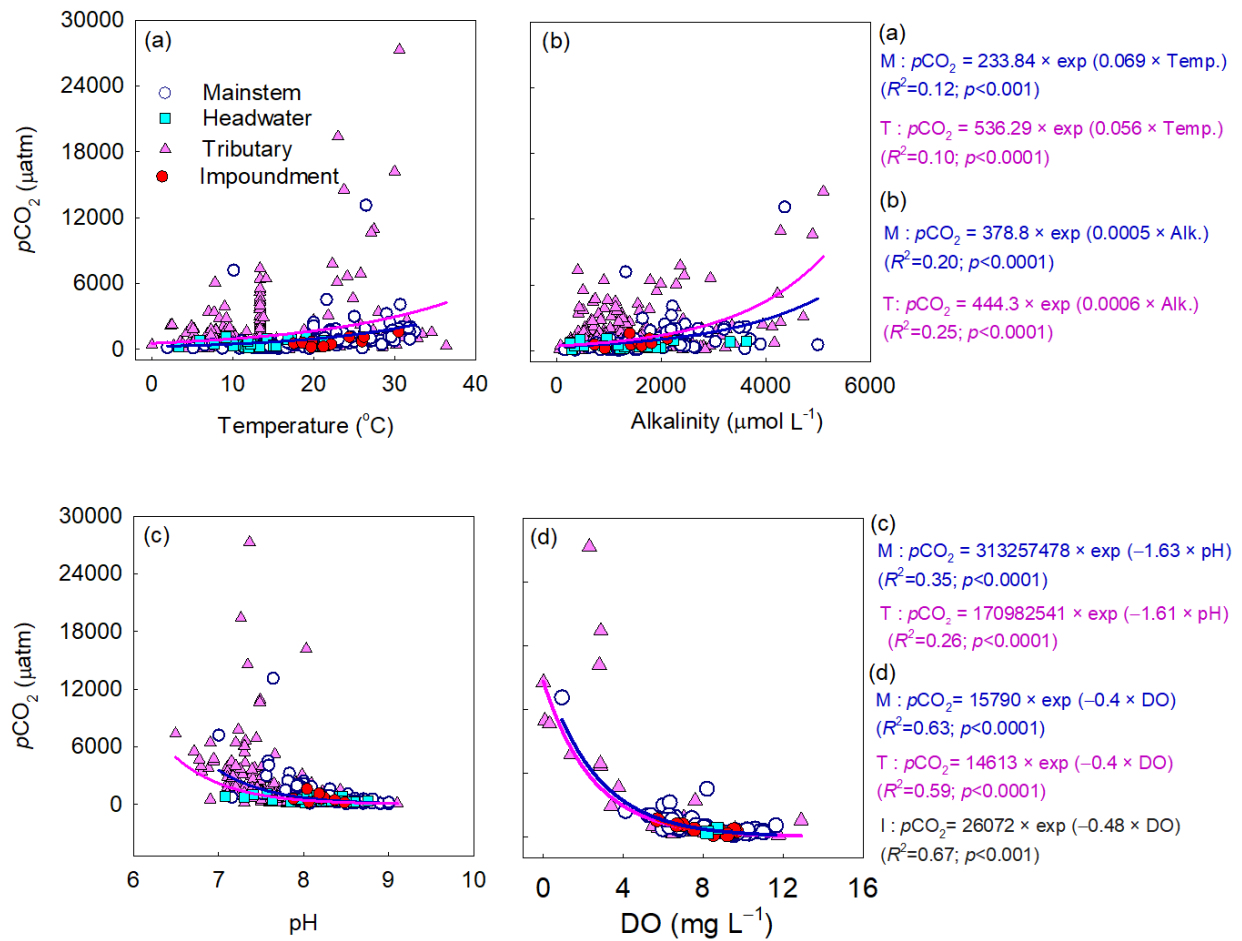 30000
24000
18000
12000
6000
0
pCO₂ (μatm)
(a)
Mainstem
Headwater
Tributary
Impoundment
0 10 20 30 40
Temperature (°C)
(b)
0 2000 4000 6000
Alkalinity (μmol L⁻¹)
(a)
M : pCO₂ = 233.84 × exp (0.069 × Temp.)
(R²=0.12; p<0.001)
T : pCO₂ = 536.29 × exp (0.056 × Temp.)
(R²=0.10; p<0.0001)
(b)
M : pCO₂ = 378.8 × exp (0.0005 × Alk.)
(R²=0.20; p<0.0001)
T: pCO₂ = 444.3 × exp (0.0006 × Alk.)
(R²=0.25; p<0.0001)
30000
24000
18000
12000
6000
0
pCO₂ (μatm)
(c)
6 7 8 9 10
pH
(d)
0 4 8 12 16
DO (mg L⁻¹)
(c)
M : pCO₂ = 313257478 × exp (−1.63 × pH)
(R²=0.35; p<0.0001)
T : pCO₂ = 170982541 × exp (−1.61 × pH)
(R²=0.26; p<0.0001)
(d)
M : pCO₂= 15790 × exp (−0.4 × DO)
(R²=0.63; p<0.0001)
T : pCO₂= 14613 × exp (−0.4 × DO)
(R²=0.59; p<0.0001)
I : pCO₂= 26072 × exp (−0.48 × DO)
(R²=0.67; p<0.001)